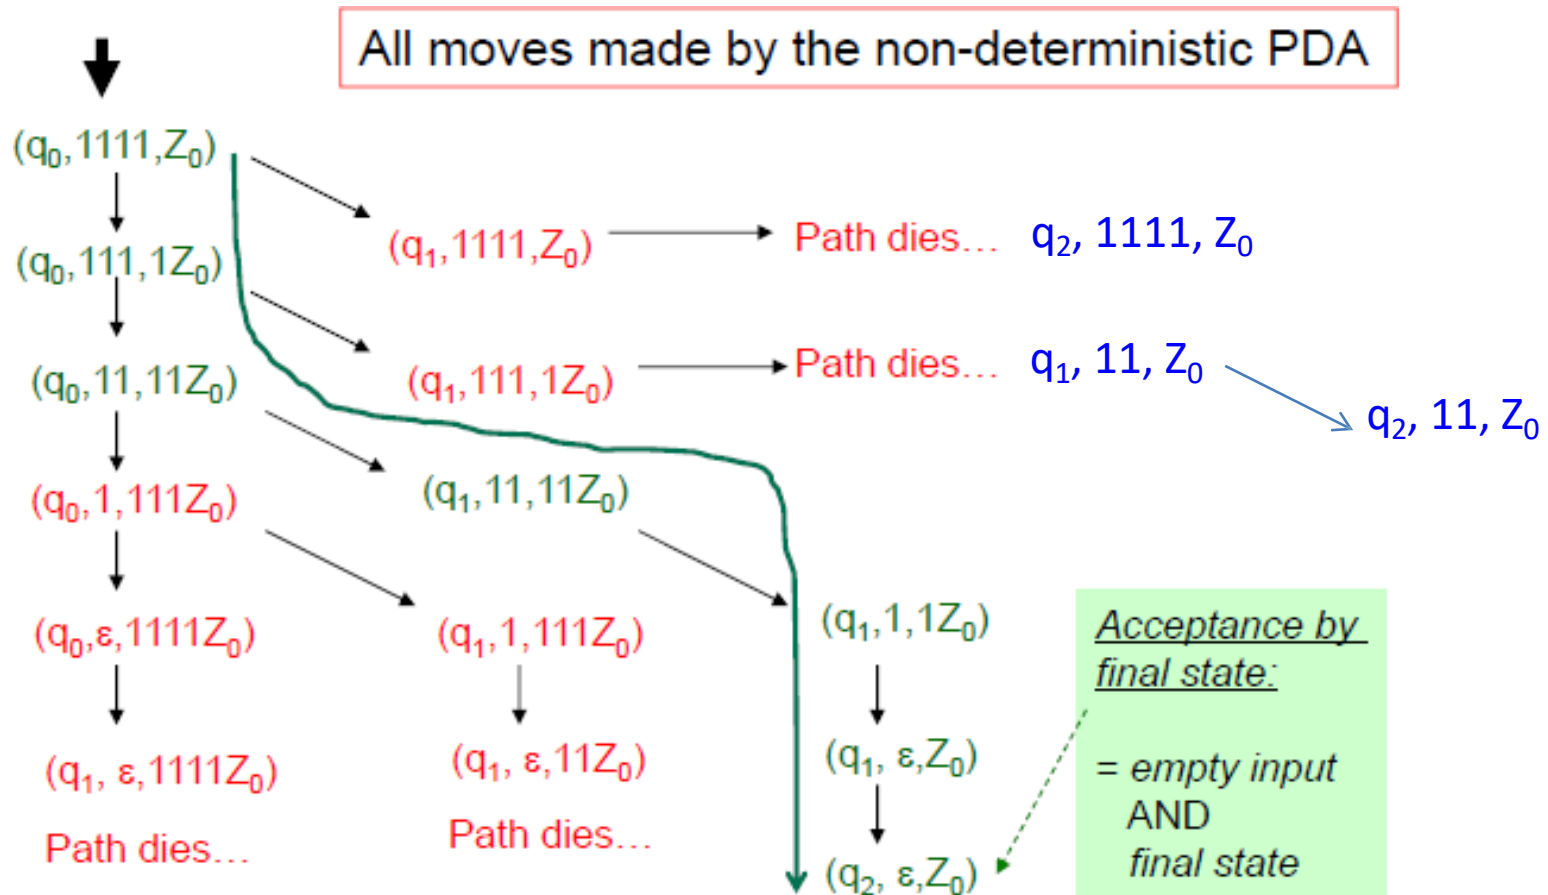 All moves made by the non-deterministic PDA
(q₀,1111,Z₀)
(q₁,1111,Z₀) Path dies… q₂, 1111, Z₀
(q₀,111,1Z₀)
(q₁,111,1Z₀) Path dies… q₁, 11, Z₀
(q₀,11,11Z₀)
q₂, 11, Z₀
(q₀,1,111Z₀) (q₁,11,11Z₀)
(q₀,ε,1111Z₀) (q₁,1,111Z₀) (q₁,1,1Z₀)
(q₁, ε,1111Z₀) (q₁, ε,11Z₀) (q₁, ε,Z₀)
Path dies… Path dies…
(q₂, ε,Z₀)
Acceptance by
final state:
= empty input
AND
final state